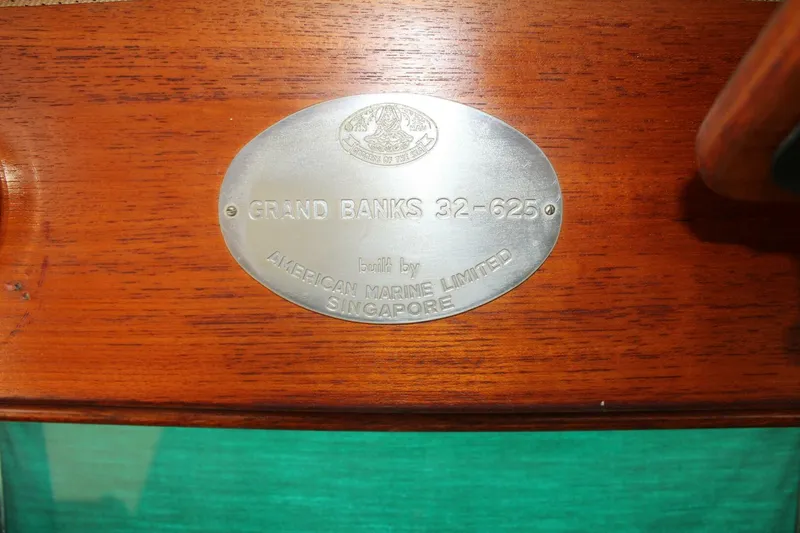 GRAND BANKS 32-625
built by
AMERICAN MARINE LIMITED
SINGAPORE